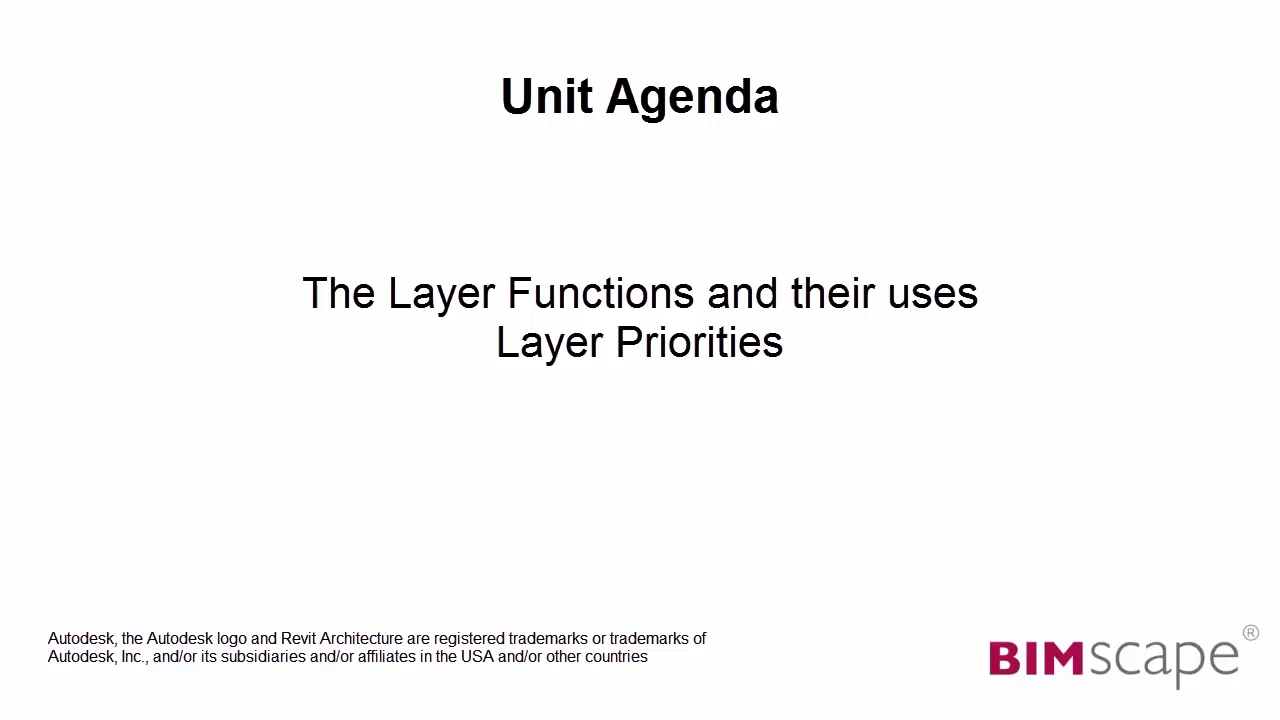 Unit Agenda
The Layer Functions and their uses
Layer Priorities
Autodesk, the Autodesk logo and Revit Architecture are registered trademarks or trademarks of
Autodesk, Inc., and/or its subsidiaries and/or affiliates in the USA and/or other countries
BIMscape®